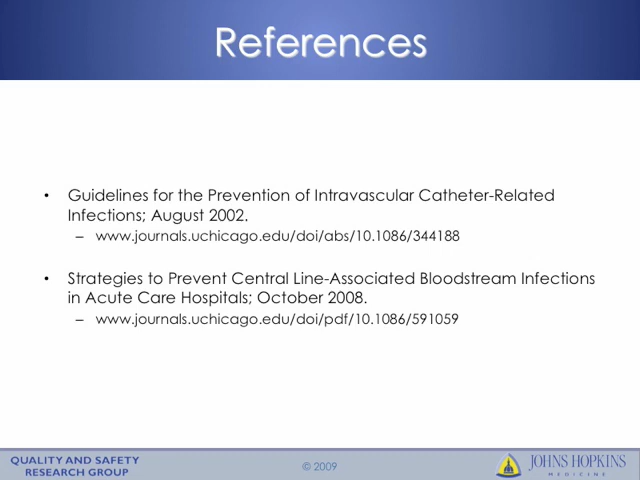 References
• Guidelines for the Prevention of Intravascular Catheter-Related
Infections; August 2002.
– www.journals.uchicago.edu/doi/abs/10.1086/344188
• Strategies to Prevent Central Line-Associated Bloodstream Infections
in Acute Care Hospitals; October 2008.
– www.journals.uchicago.edu/doi/pdf/10.1086/591059
QUALITY AND SAFETY
RESEARCH GROUP
© 2009
JOHNS HOPKINS
MEDICINE